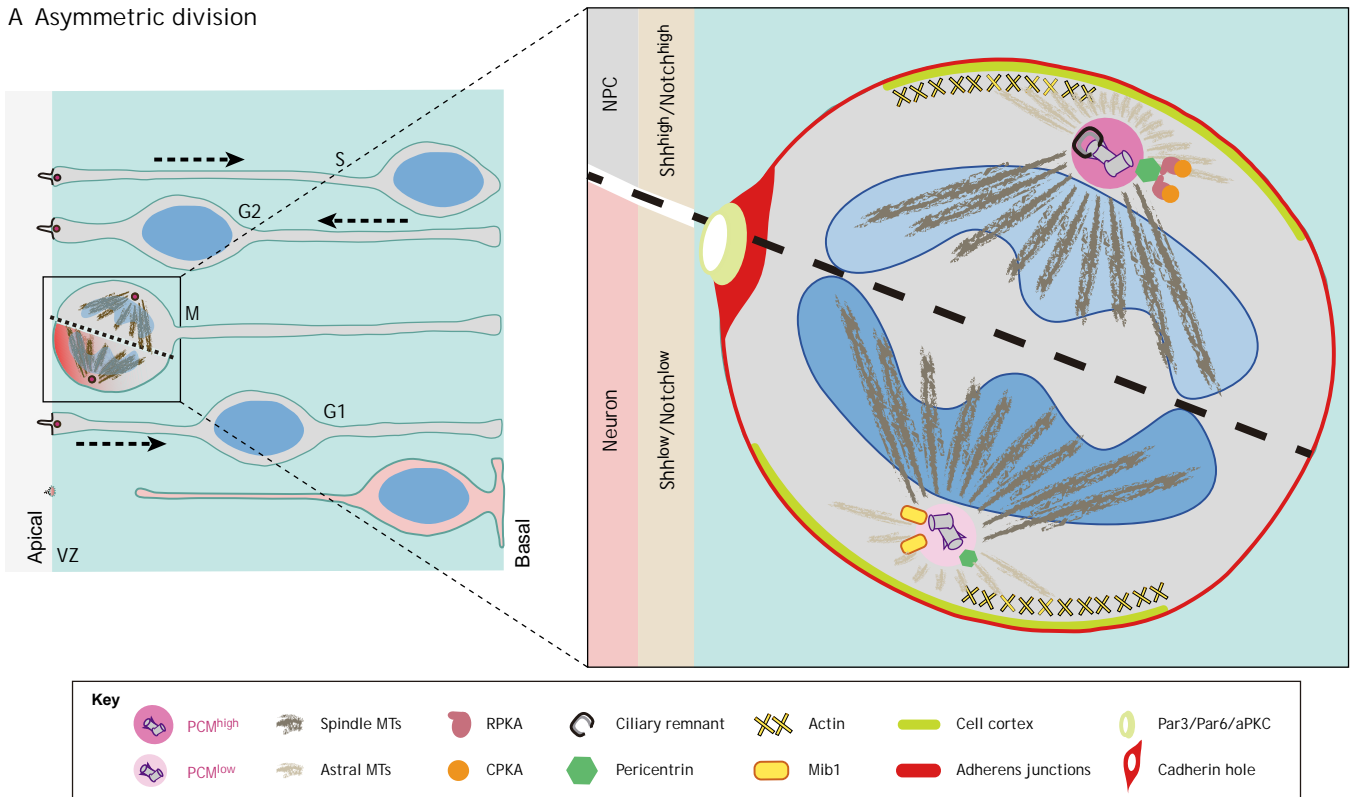 A Asymmetric division
S
G2
M
G1
Apical
VZ
Basal
NPC
Shhhigh/Notchhigh
Neuron
Shhlow/Notchlow
Key
PCMhigh
Spindle MTs
RPKA
Ciliary remnant
Actin
Cell cortex
Par3/Par6/aPKC
PCMlow
Astral MTs
CPKA
Pericentrin
Mib1
Adherens junctions
Cadherin hole